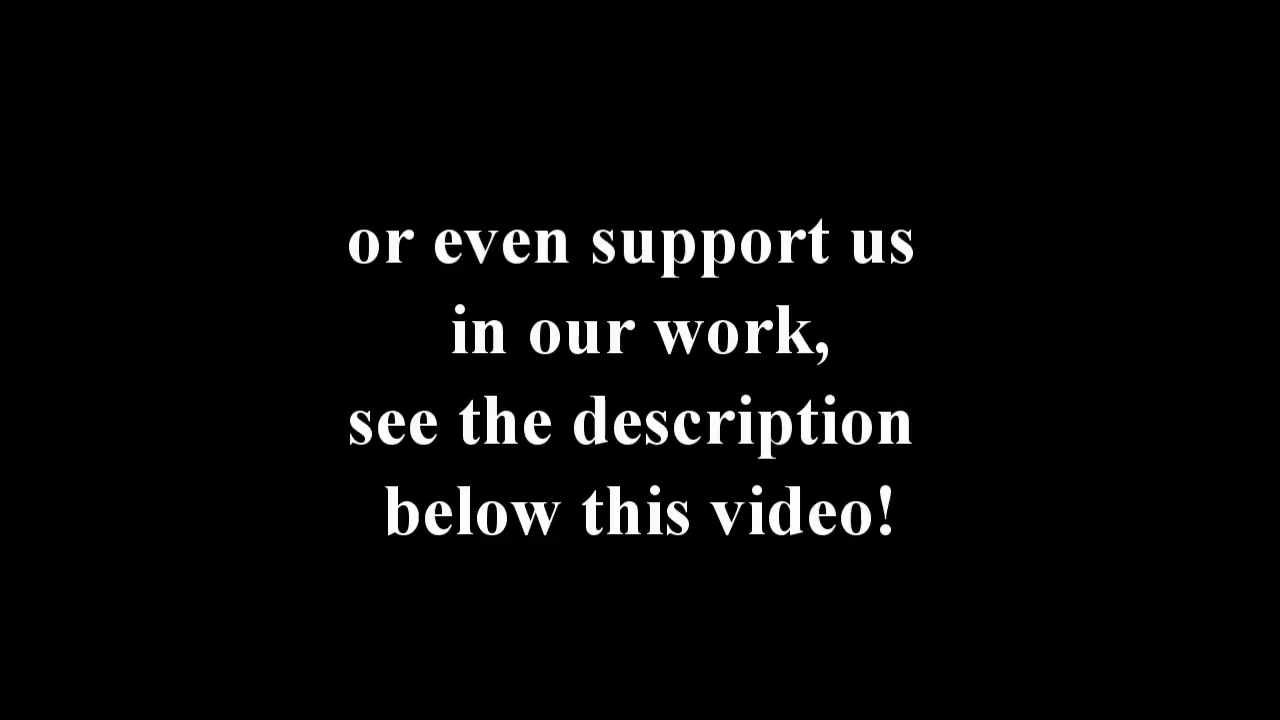 or even support us
in our work,
see the description
below this video!